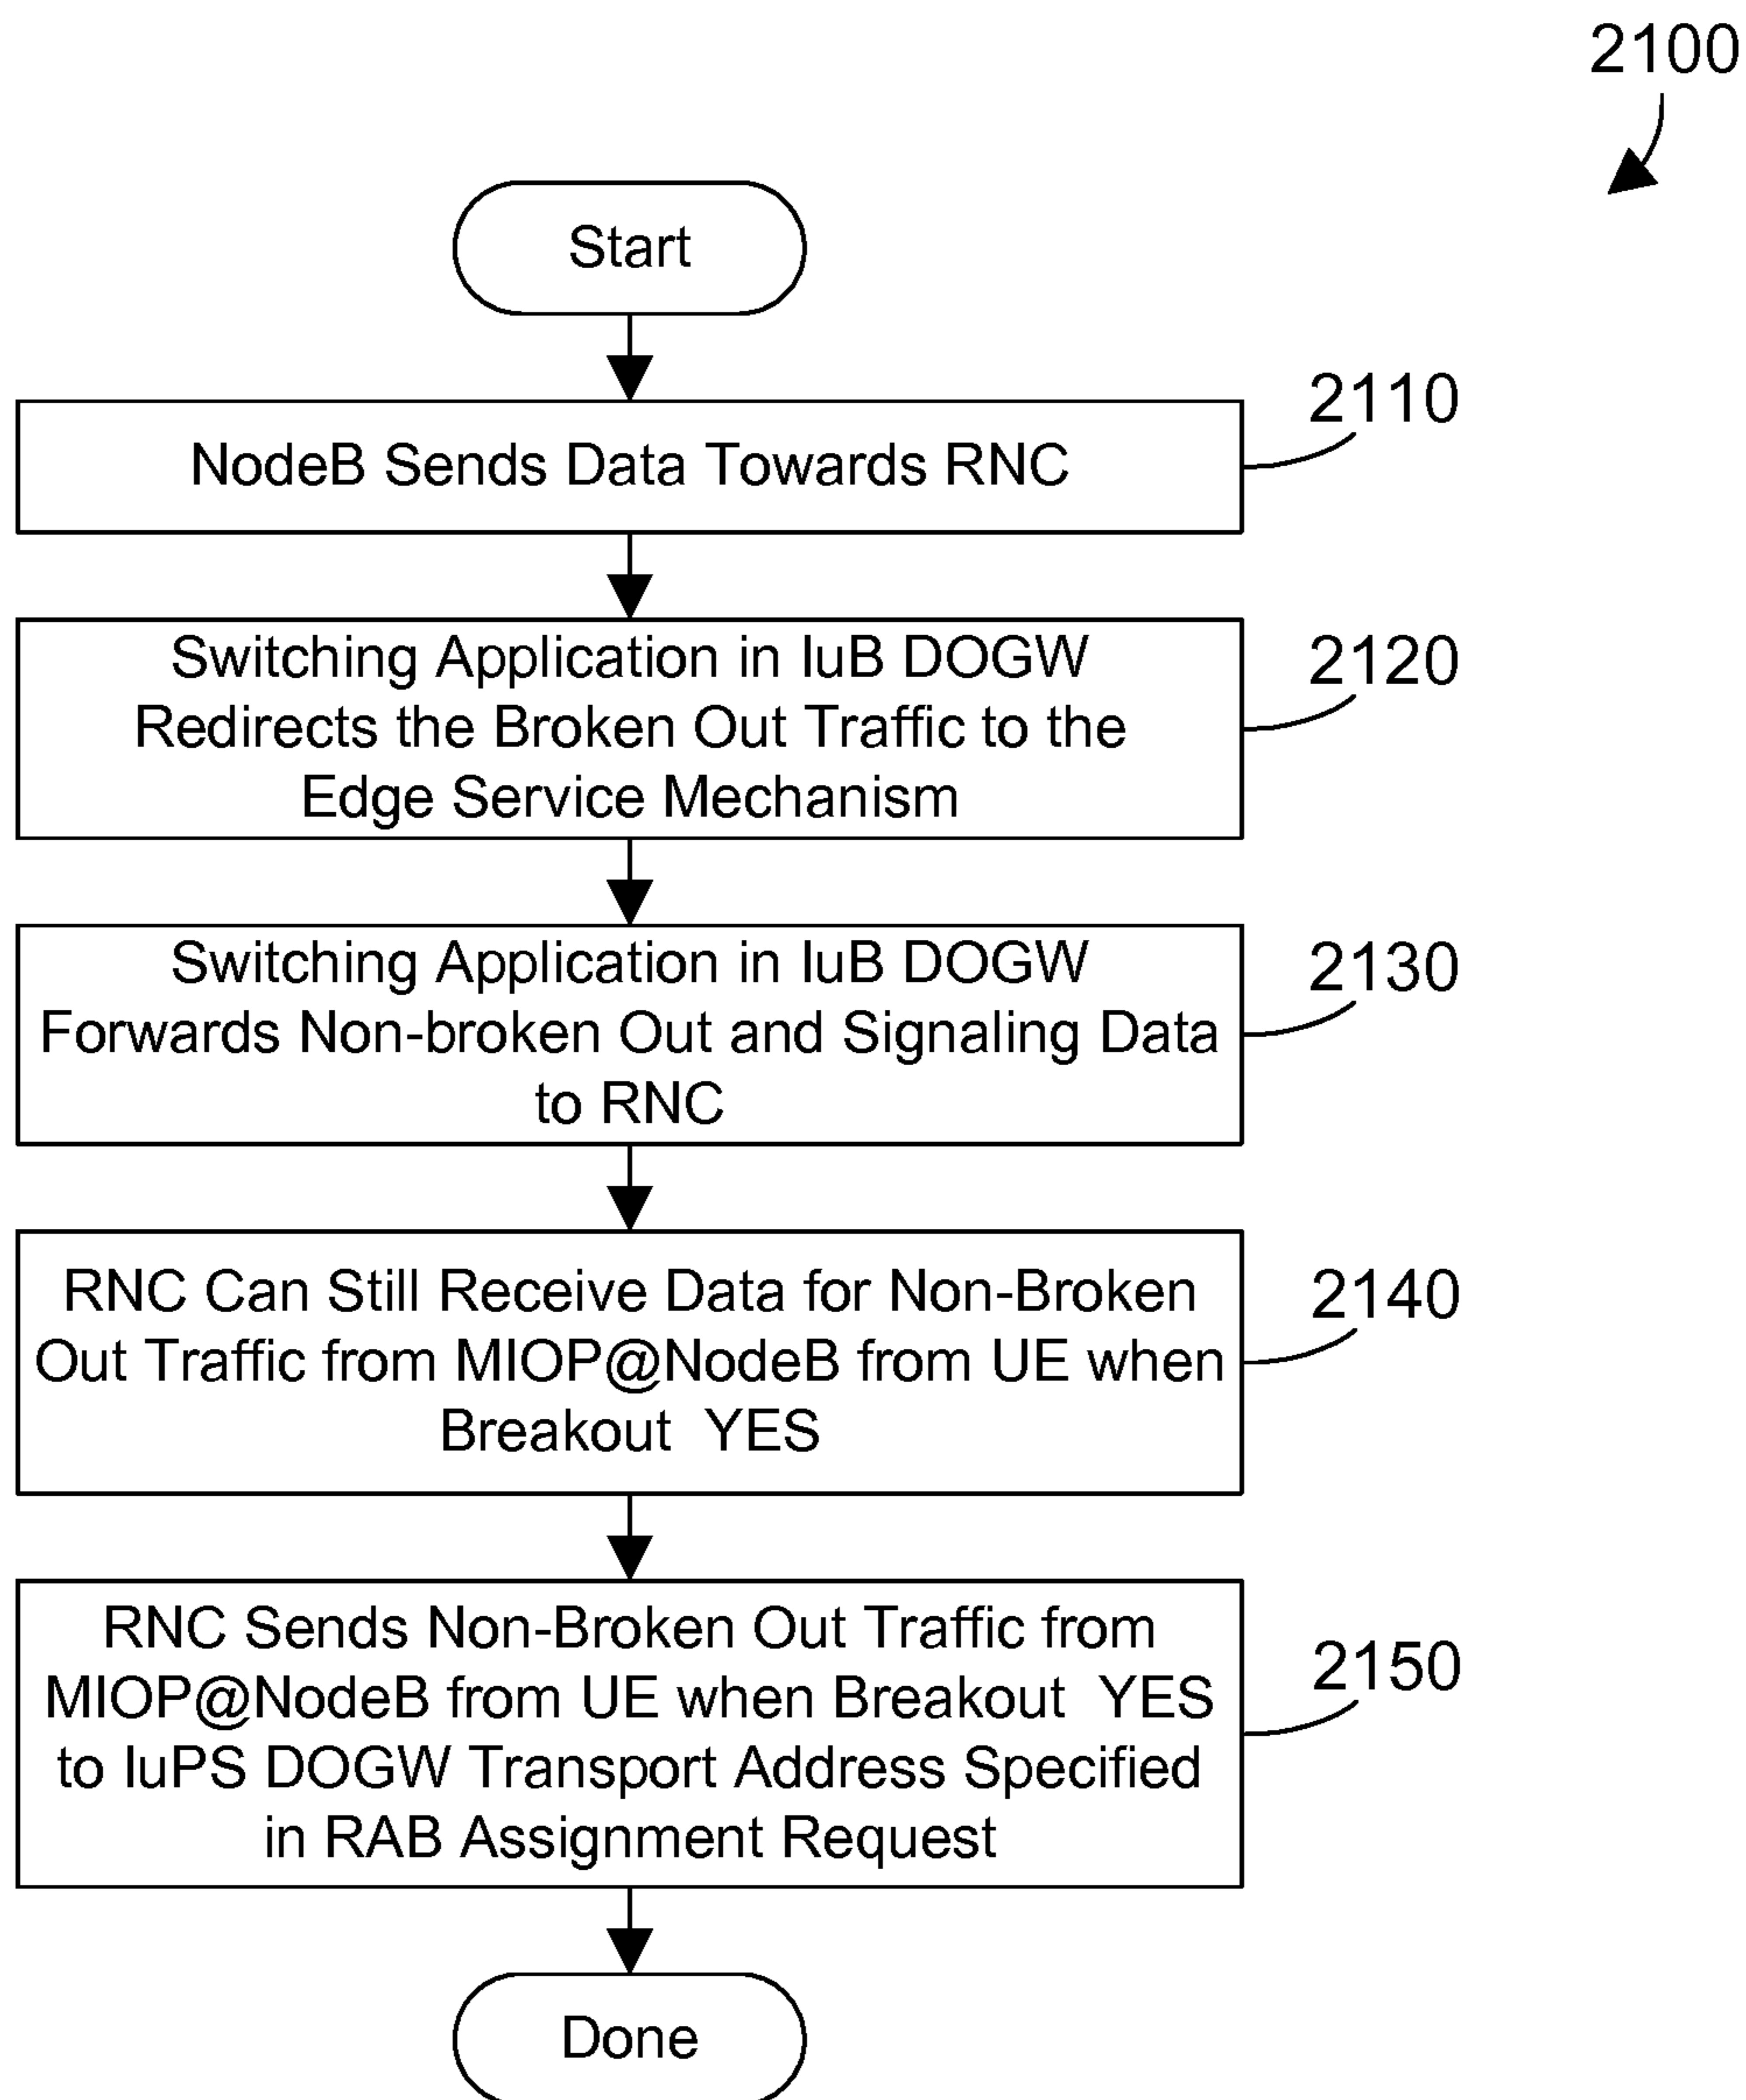 2100
Start
NodeB Sends Data Towards RNC
2110
Switching Application in IuB DOGW
Redirects the Broken Out Traffic to the
Edge Service Mechanism
2120
Switching Application in IuB DOGW
Forwards Non-broken Out and Signaling Data
to RNC
2130
RNC Can Still Receive Data for Non-Broken
Out Traffic from MIOP@NodeB from UE when
Breakout YES
2140
RNC Sends Non-Broken Out Traffic from
MIOP@NodeB from UE when Breakout YES
to IuPS DOGW Transport Address Specified
in RAB Assignment Request
2150
Done